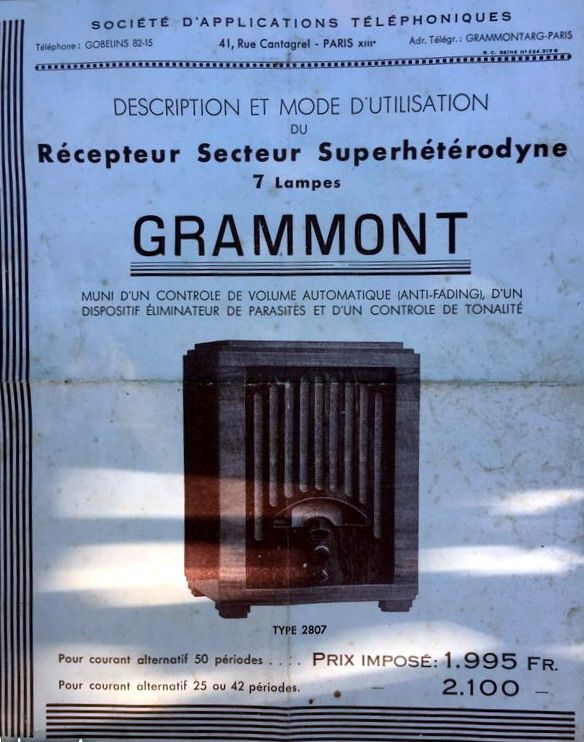 SOCIÉTÉ D'APPLICATIONS TÉLÉPHONIQUES
Téléphone : GOBELINS 82-15 41, Rue Cantagrel - PARIS XIIIe Adr. Télégr. : GRAMMONTARG-PARIS
R. C. SEINE Nº
DESCRIPTION ET MODE D'UTILISATION
DU
Récepteur Secteur Superhétérodyne
7 Lampes
GRAMMONT
MUNI D'UN CONTROLE DE VOLUME AUTOMATIQUE (ANTI-FADING), D'UN
DISPOSITIF ÉLIMINATEUR DE PARASITES ET D'UN CONTROLE DE TONALITÉ
TYPE 2807
Pour courant alternatif 50 périodes . . . . PRIX IMPOSÉ: 1.995 FR.
Pour courant alternatif 25 ou 42 périodes. — 2.100 —